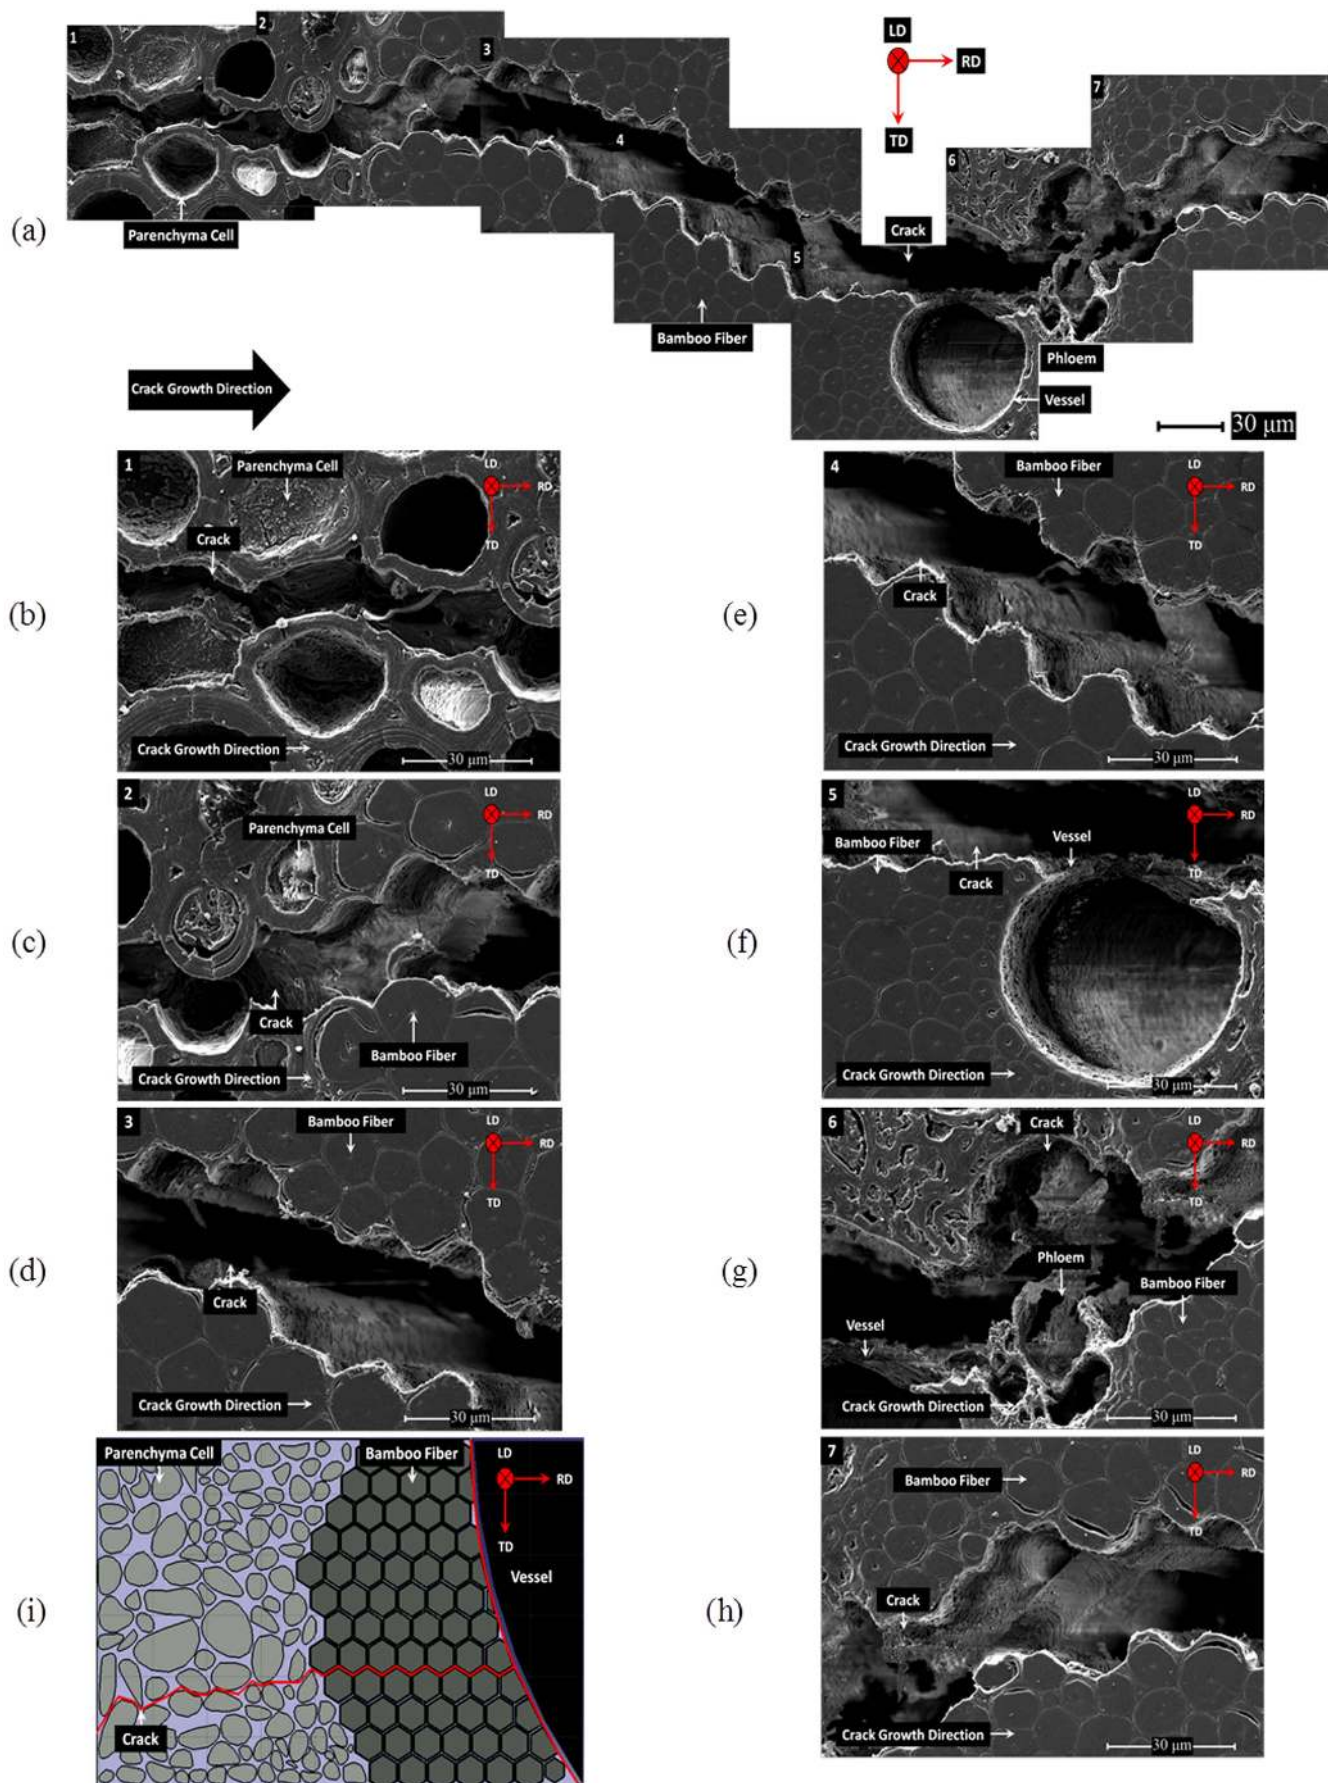 1
2
3
4
5
6
7
LD
RD
TD
(a)
Parenchyma Cell
Crack
Bamboo Fiber
Phloem
Vessel
Crack Growth Direction
30 μm
(b)
1
Parenchyma Cell
LD
RD
TD
Crack
Crack Growth Direction
30 μm
(c)
2
LD
RD
Parenchyma Cell
TD
Crack
Bamboo Fiber
Crack Growth Direction
30 μm
(d)
3
Bamboo Fiber
LD
RD
TD
Crack
Crack Growth Direction
30 μm
(i)
Parenchyma Cell
Bamboo Fiber
LD
RD
TD
Vessel
Crack
(e)
4
Bamboo Fiber
LD
RD
TD
Crack
Crack Growth Direction
30 μm
(f)
5
LD
RD
Bamboo Fiber
Vessel
TD
Crack
Crack Growth Direction
30 μm
(g)
6
Crack
LD
RD
TD
Phloem
Bamboo Fiber
Vessel
Crack Growth Direction
30 μm
(h)
7
LD
RD
Bamboo Fiber
TD
Crack
Crack Growth Direction
30 μm